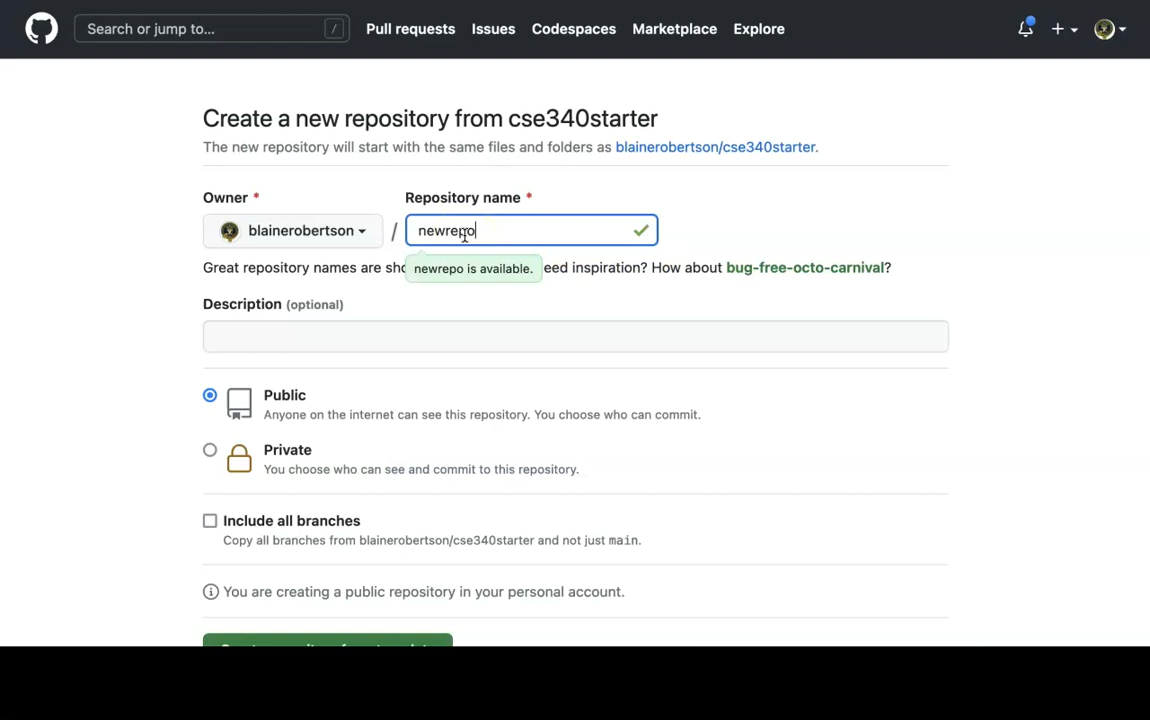 Search or jump to... / Pull requests Issues Codespaces Marketplace Explore
Create a new repository from cse340starter
The new repository will start with the same files and folders as blainerobertson/cse340starter.
Owner * Repository name *
blainerobertson / newrepo
Great repository names are sho newrepo is available. eed inspiration? How about bug-free-octo-carnival?
Description (optional)
Public
Anyone on the internet can see this repository. You choose who can commit.
Private
You choose who can see and commit to this repository.
Include all branches
Copy all branches from blainerobertson/cse340starter and not just main.
You are creating a public repository in your personal account.